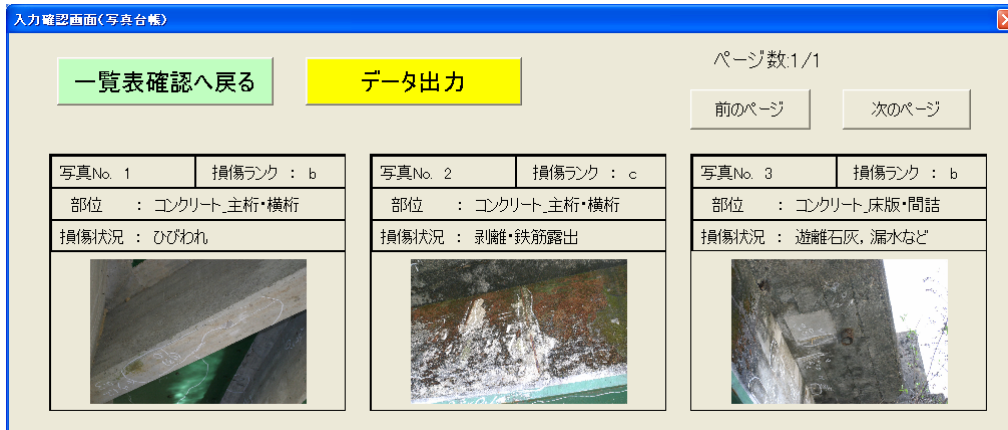 入力確認画面(写真台帳)
一覧表確認へ戻る
データ出力
ページ数:1/1
前のページ
次のページ
写真No. 1
損傷ランク : b
部位 : コンクリート_主桁・横桁
損傷状況 : ひびわれ
写真No. 2
損傷ランク : c
部位 : コンクリート_主桁・横桁
損傷状況 : 剥離・鉄筋露出
写真No. 3
損傷ランク : b
部位 : コンクリート_床版・間詰
損傷状況 : 遊離石灰, 漏水など